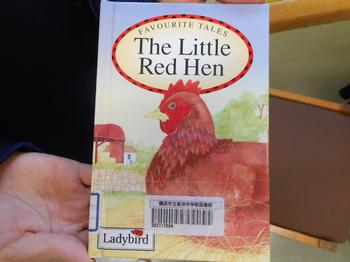 FAVOURITE TALES
The Little
Red Hen
Ladybird